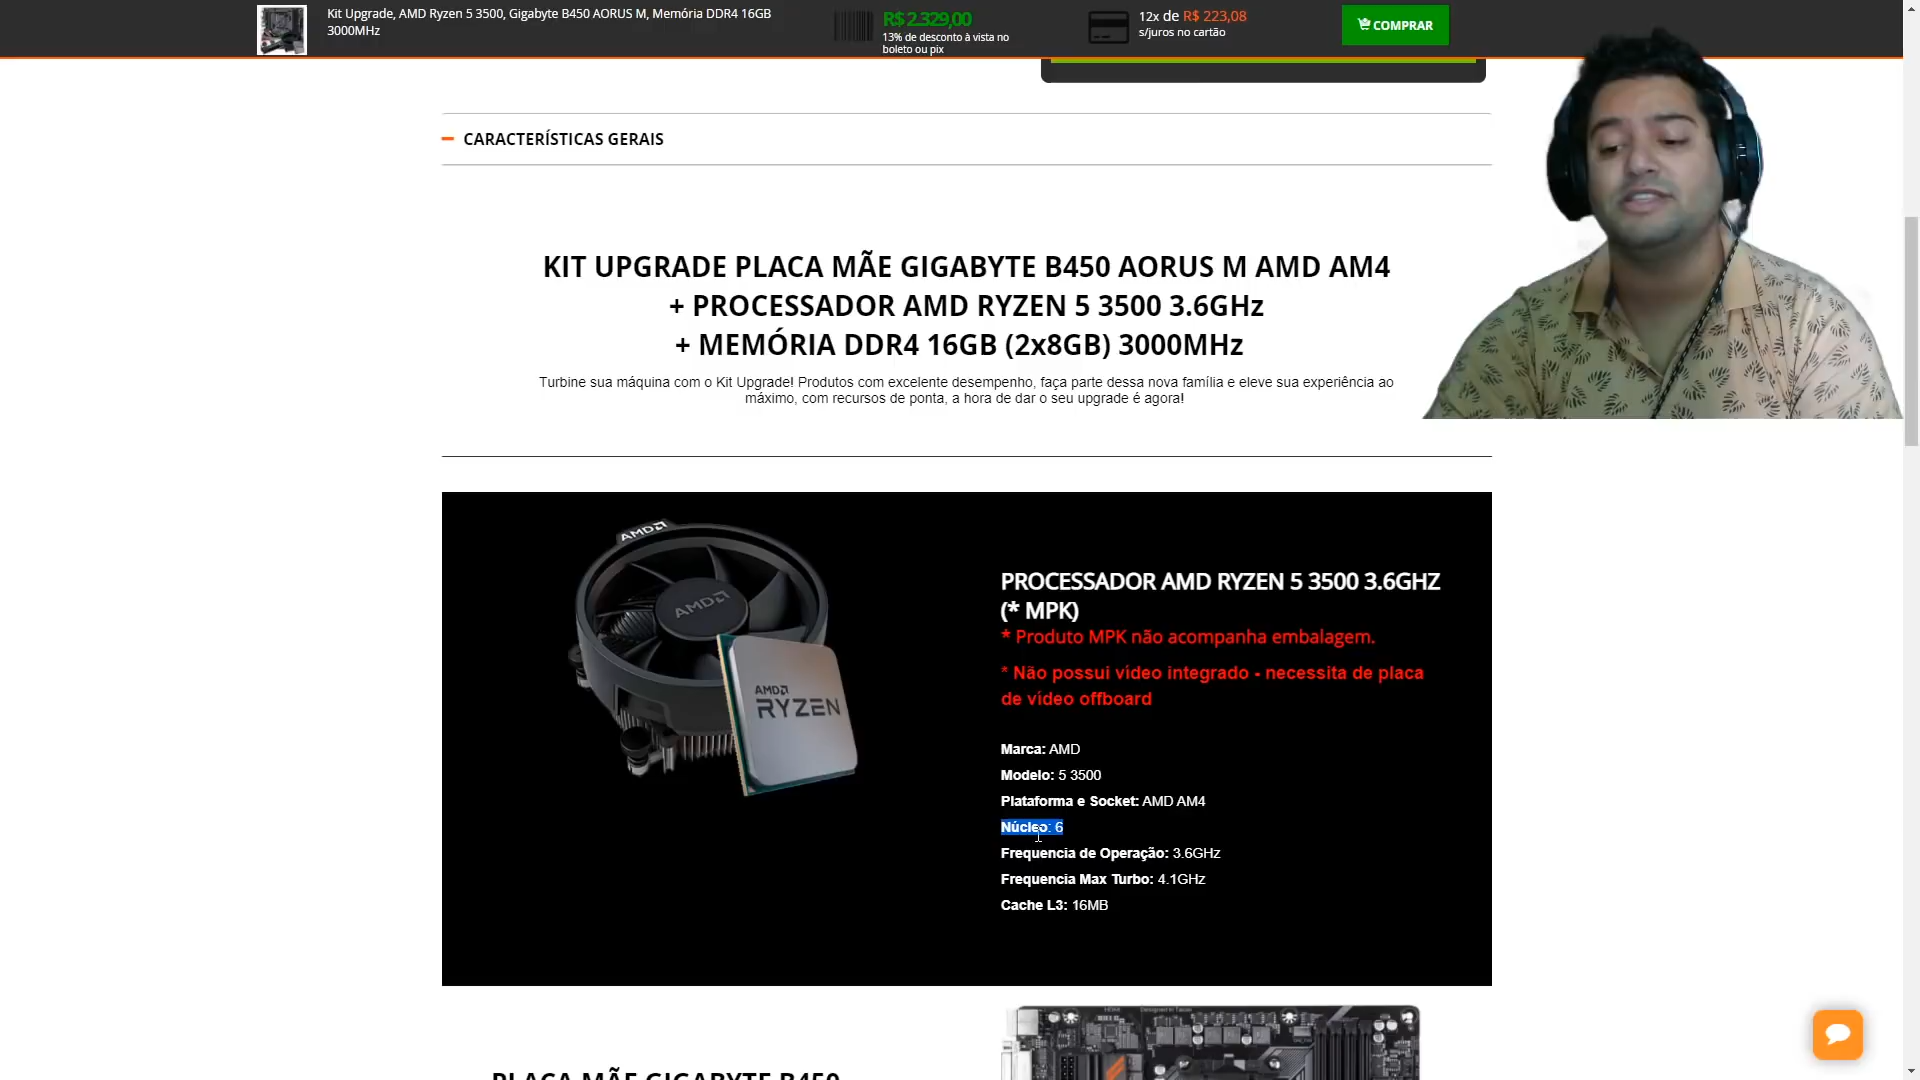 Kit Upgrade, AMD Ryzen 5 3500, Gigabyte B450 AORUS M, Memória DDR4 16GB
3000MHz
R$ 2.329,00
13% de desconto à vista no
boleto ou pix
12x de R$ 223,08
s/juros no cartão
COMPRAR
CARACTERÍSTICAS GERAIS
KIT UPGRADE PLACA MÃE GIGABYTE B450 AORUS M AMD AM4
+ PROCESSADOR AMD RYZEN 5 3500 3.6GHz
+ MEMÓRIA DDR4 16GB (2x8GB) 3000MHz
Turbine sua máquina com o Kit Upgrade! Produtos com excelente desempenho, faça parte dessa nova família e eleve sua experiência ao
máximo, com recursos de ponta, a hora de dar o seu upgrade é agora!
AMD
AMD
AMD
RYZEN
PROCESSADOR AMD RYZEN 5 3500 3.6GHZ
(* MPK)
* Produto MPK não acompanha embalagem.
* Não possui vídeo integrado - necessita de placa
de vídeo offboard
Marca: AMD
Modelo: 5 3500
Plataforma e Socket: AMD AM4
Núcleo: 6
Frequencia de Operação: 3.6GHz
Frequencia Max Turbo: 4.1GHz
Cache L3: 16MB
PLACA MÃE GIGABYTE B450